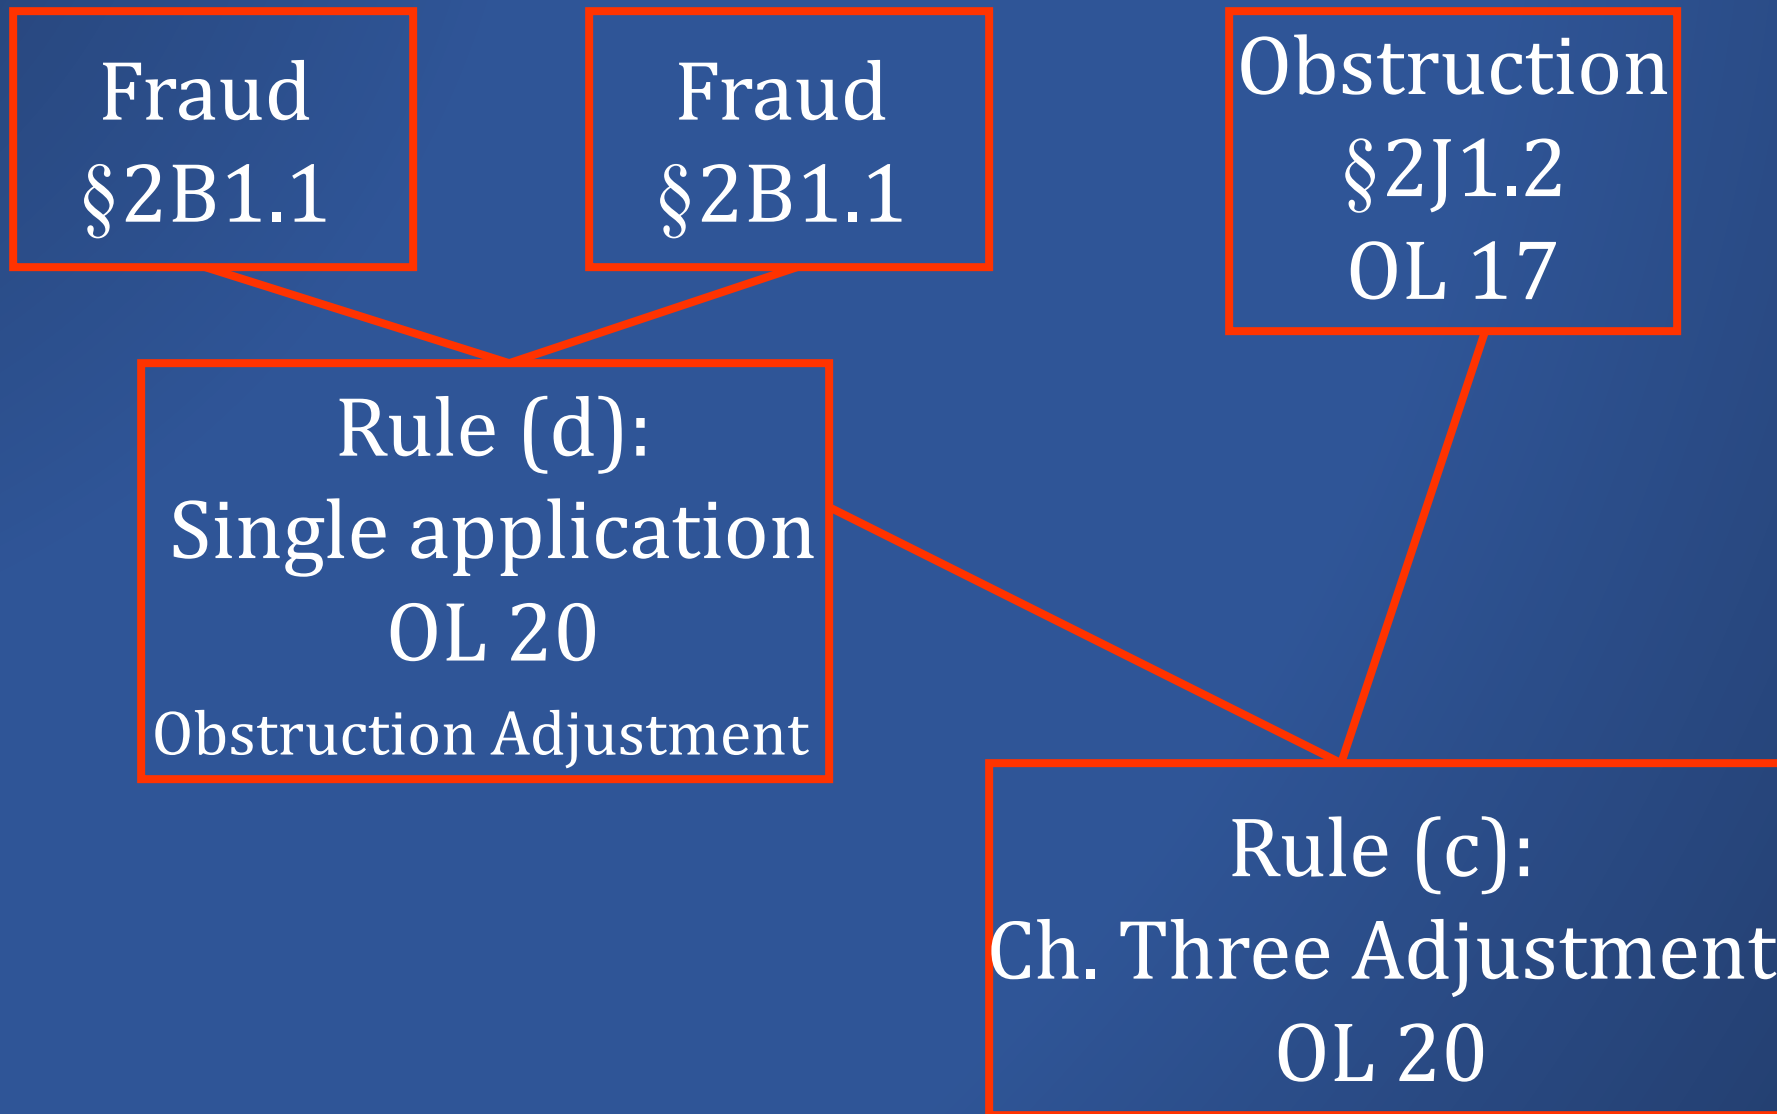 Fraud
§2B1.1
Fraud
§2B1.1
Obstruction
§2J1.2
OL 17
Rule (d):
Single application
OL 20
Obstruction Adjustment
Rule (c):
Ch. Three Adjustment
OL 20